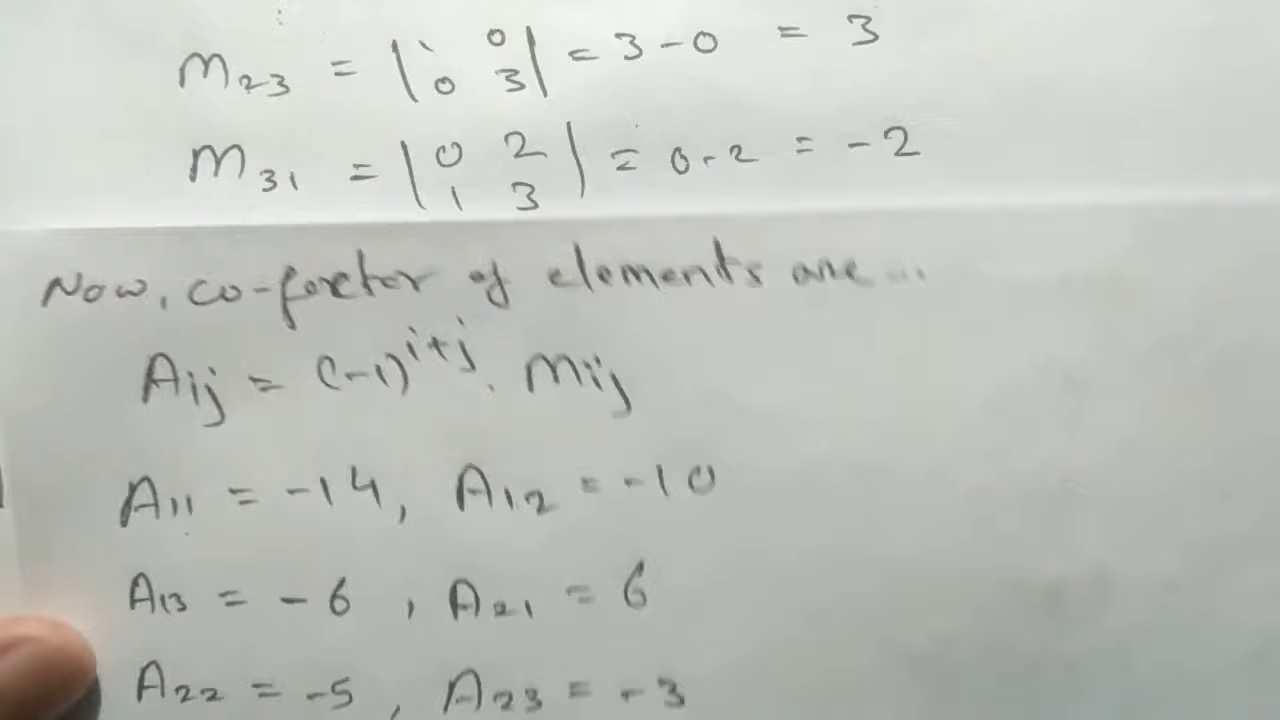 M23 = | 1 0 | = 3 - 0 = 3
| 0 3 |
M31 = | 0 2 | = 0 - 2 = -2
| 1 3 |
Now, co-factor of elements are...
Aij = (-1)^i+j . Mij
A11 = -14, A12 = -10
A13 = -6, A21 = 6
A22 = -5, A23 = -3